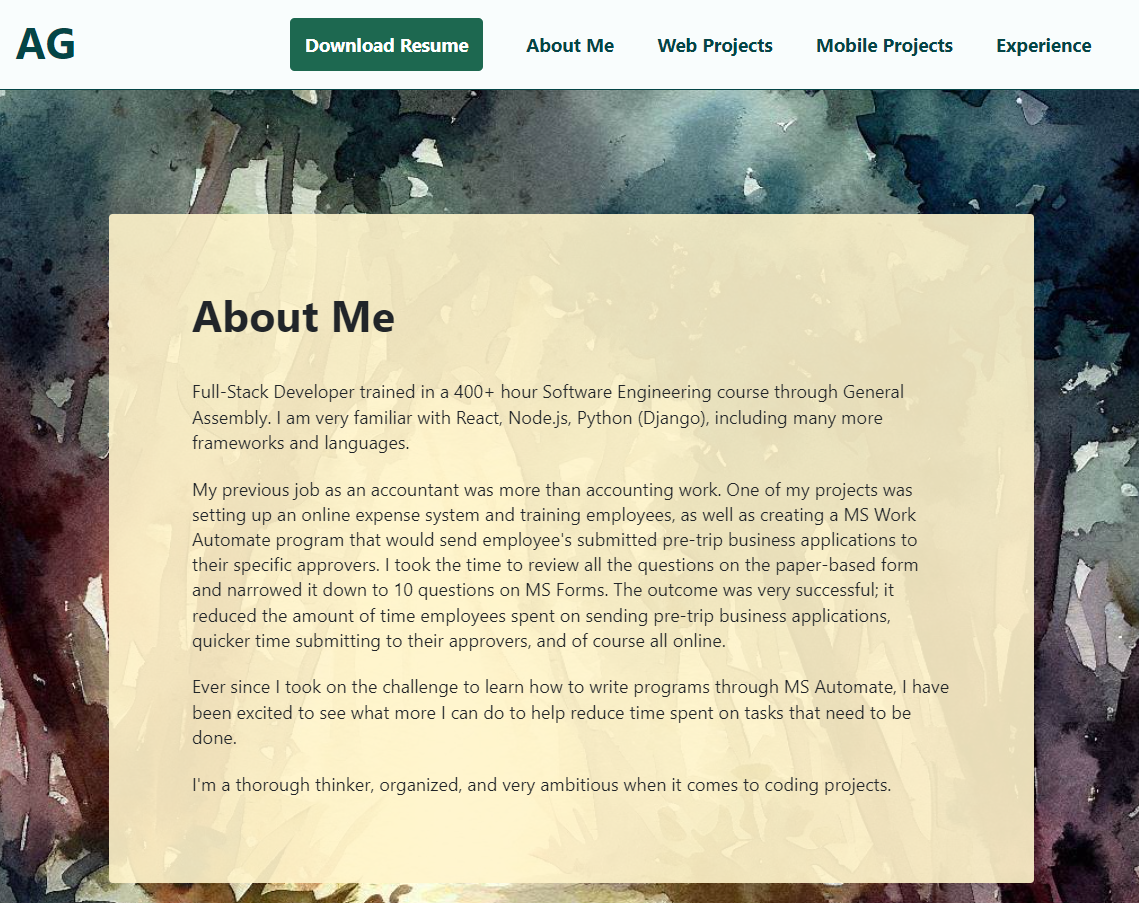 AG
Download Resume
About Me
Web Projects
Mobile Projects
Experience
About Me
Full-Stack Developer trained in a 400+ hour Software Engineering course through General
Assembly. I am very familiar with React, Node.js, Python (Django), including many more
frameworks and languages.
My previous job as an accountant was more than accounting work. One of my projects was
setting up an online expense system and training employees, as well as creating a MS Work
Automate program that would send employee's submitted pre-trip business applications to
their specific approvers. I took the time to review all the questions on the paper-based form
and narrowed it down to 10 questions on MS Forms. The outcome was very successful; it
reduced the amount of time employees spent on sending pre-trip business applications,
quicker time submitting to their approvers, and of course all online.
Ever since I took on the challenge to learn how to write programs through MS Automate, I have
been excited to see what more I can do to help reduce time spent on tasks that need to be
done.
I'm a thorough thinker, organized, and very ambitious when it comes to coding projects.